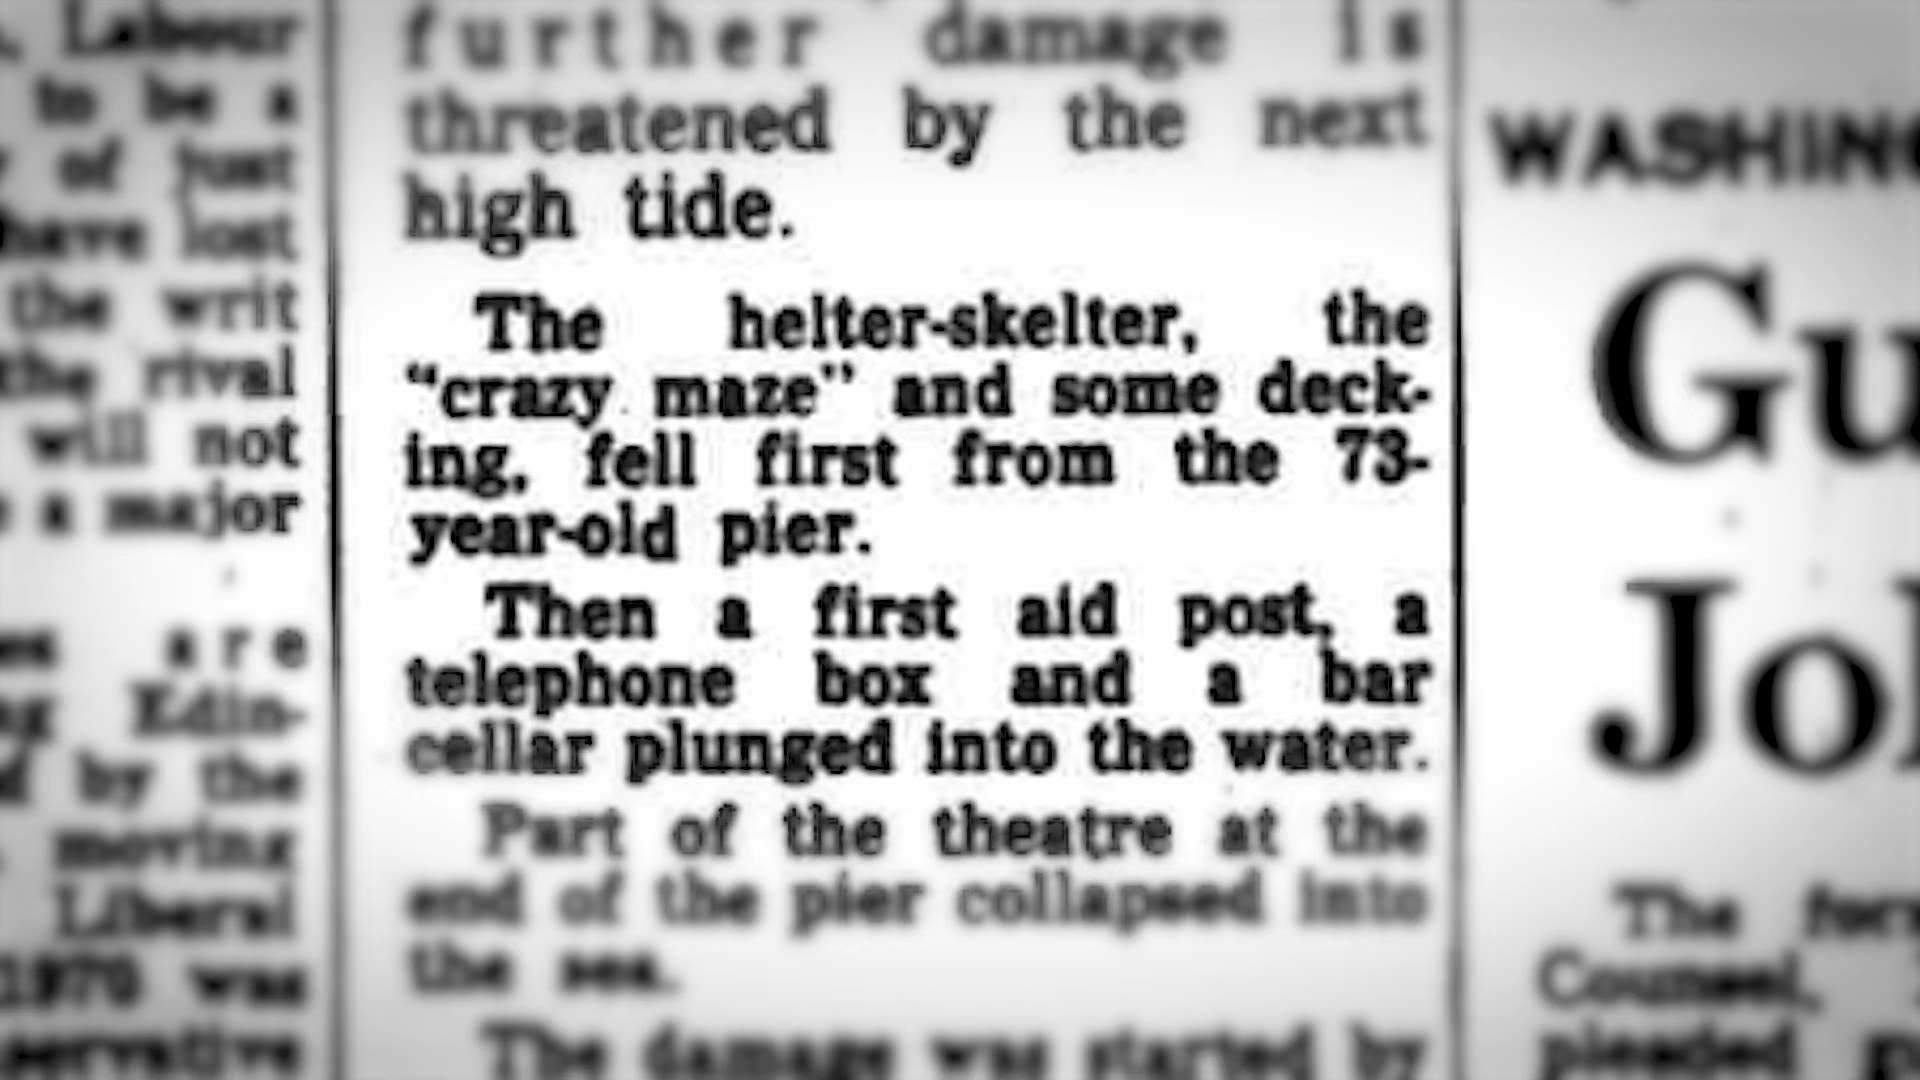 Labour
to be a
of just
have lost
the writ
the rival
will not
a major
are
Edin-
by the
moving
Liberal
1970 was
further damage is
threatened by the next
high tide.
The helter-skelter, the
“crazy maze” and some deck-
ing, fell first from the 73-
year-old pier.
Then a first aid post, a
telephone box and a bar
cellar plunged into the water.
Part of the theatre at the
end of the pier collapsed into
the sea.
The damage was started by
WASHING
Gu
Jo
The
Counsel,
pleaded